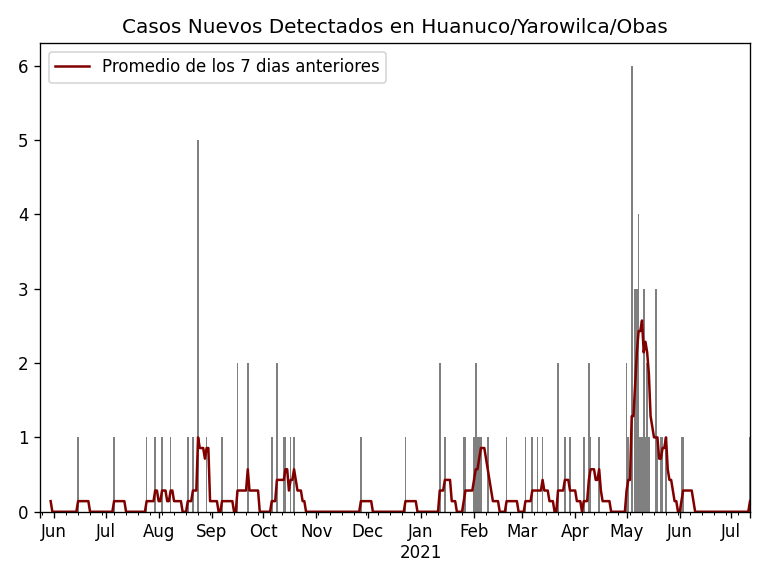 Casos Nuevos Detectados en Huanuco/Yarowilca/Obas
Promedio de los 7 dias anteriores
6
5
4
3
2
1
0
Jun Jul Aug Sep Oct Nov Dec Jan Feb Mar Apr May Jun Jul
2021